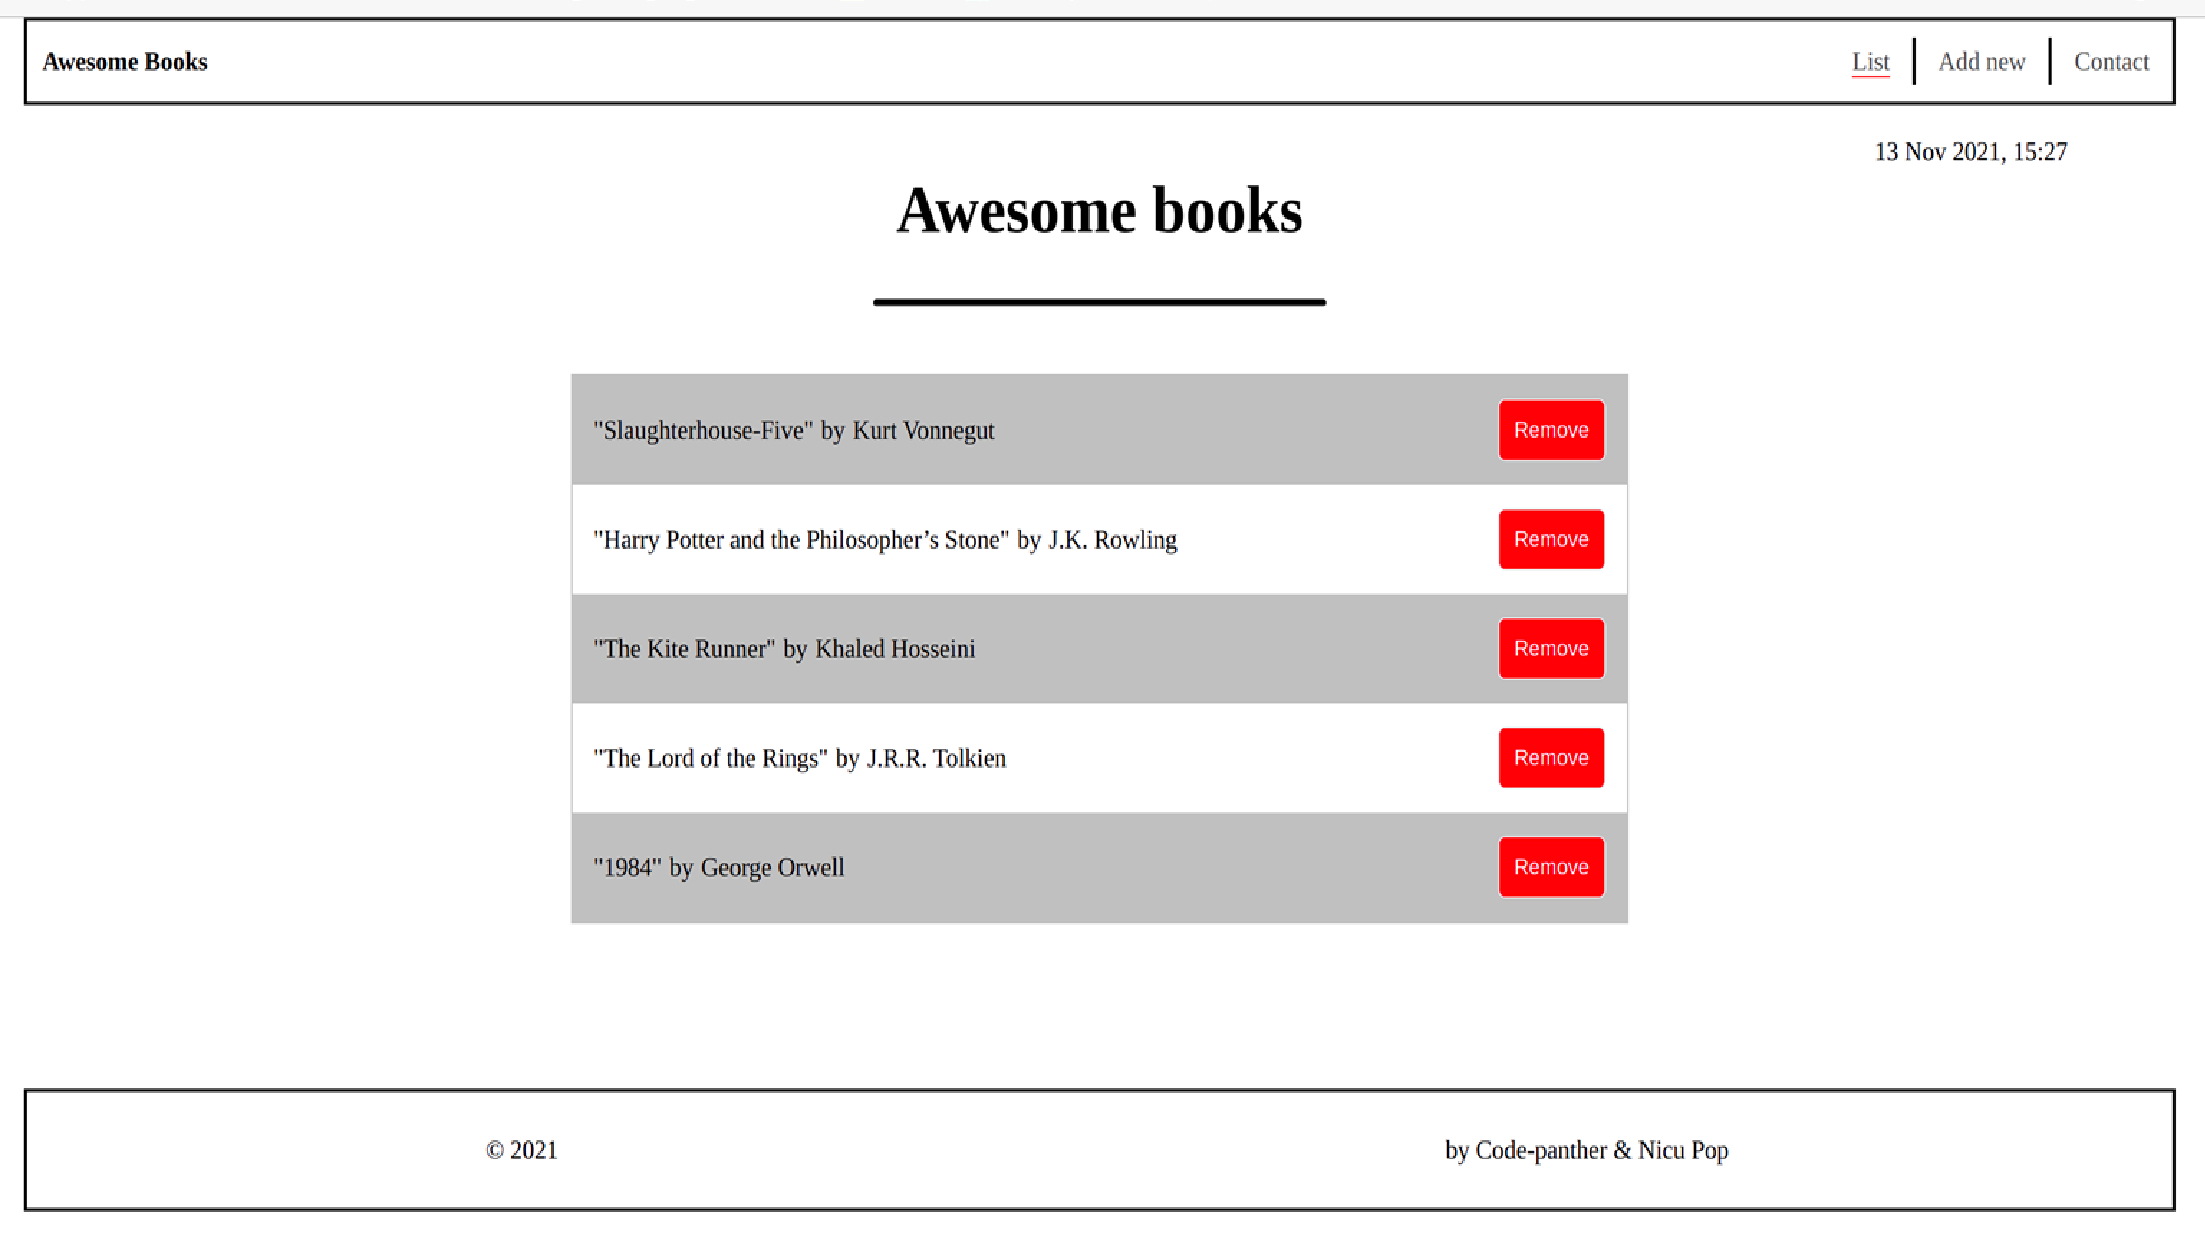 Awesome Books List Add new Contact
13 Nov 2021, 15:27
Awesome books
"Slaughterhouse-Five" by Kurt Vonnegut Remove
"Harry Potter and the Philosopher’s Stone" by J.K. Rowling Remove
"The Kite Runner" by Khaled Hosseini Remove
"The Lord of the Rings" by J.R.R. Tolkien Remove
"1984" by George Orwell Remove
© 2021 by Code-panther & Nicu Pop